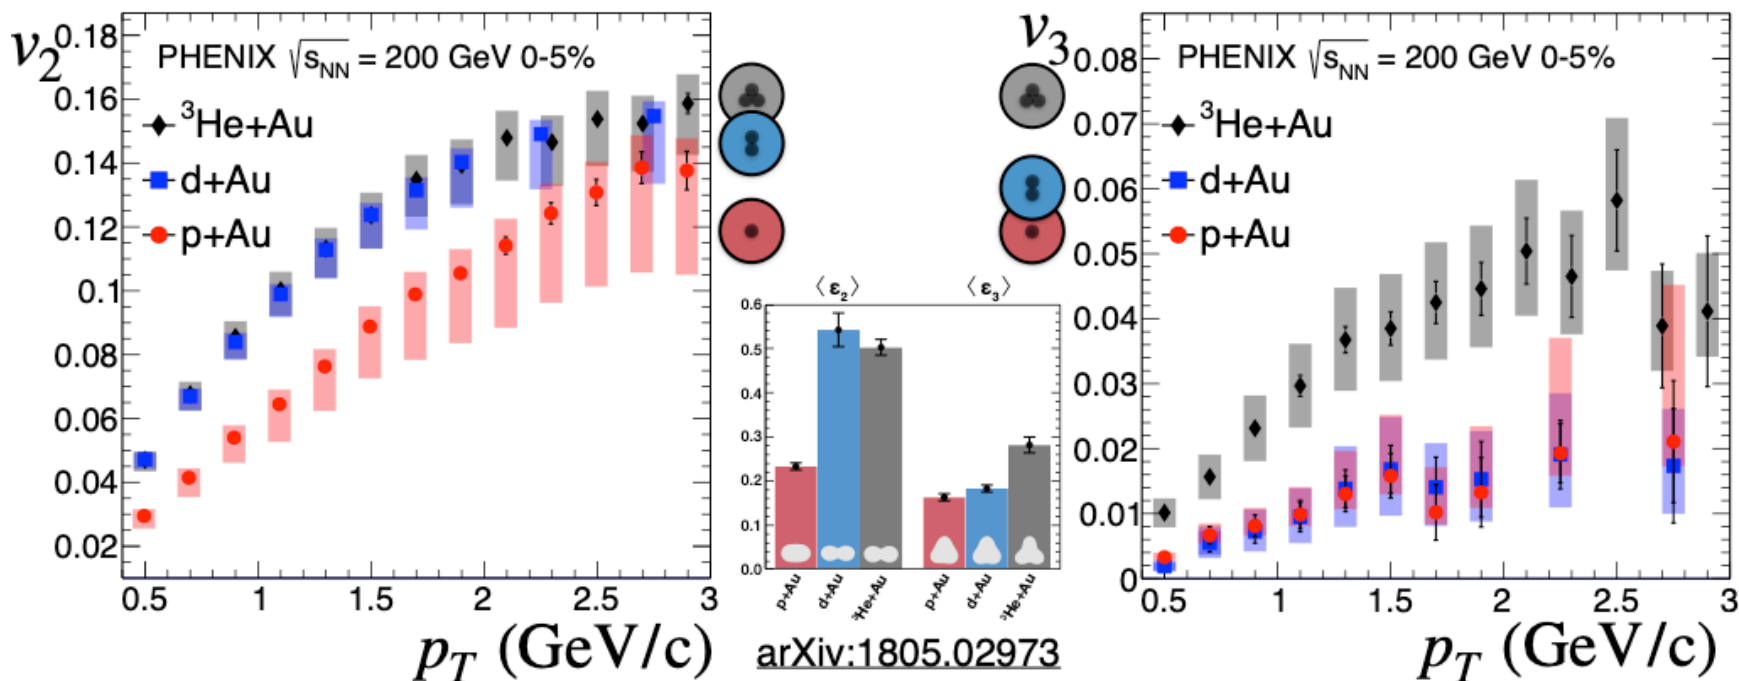 v2
PHENIX √sNN = 200 GeV 0-5%
³He+Au
d+Au
p+Au
0.18
0.16
0.14
0.12
0.1
0.08
0.06
0.04
0.02
0.5 1 1.5 2 2.5 3
pT (GeV/c)
⟨ε2⟩ ⟨ε3⟩
0.6
0.5
0.4
0.3
0.2
0.1
0.0
p+Au d+Au ³He+Au p+Au d+Au ³He+Au
arXiv:1805.02973
v3
PHENIX √sNN = 200 GeV 0-5%
³He+Au
d+Au
p+Au
0.08
0.07
0.06
0.05
0.04
0.03
0.02
0.01
0
0.5 1 1.5 2 2.5 3
pT (GeV/c)